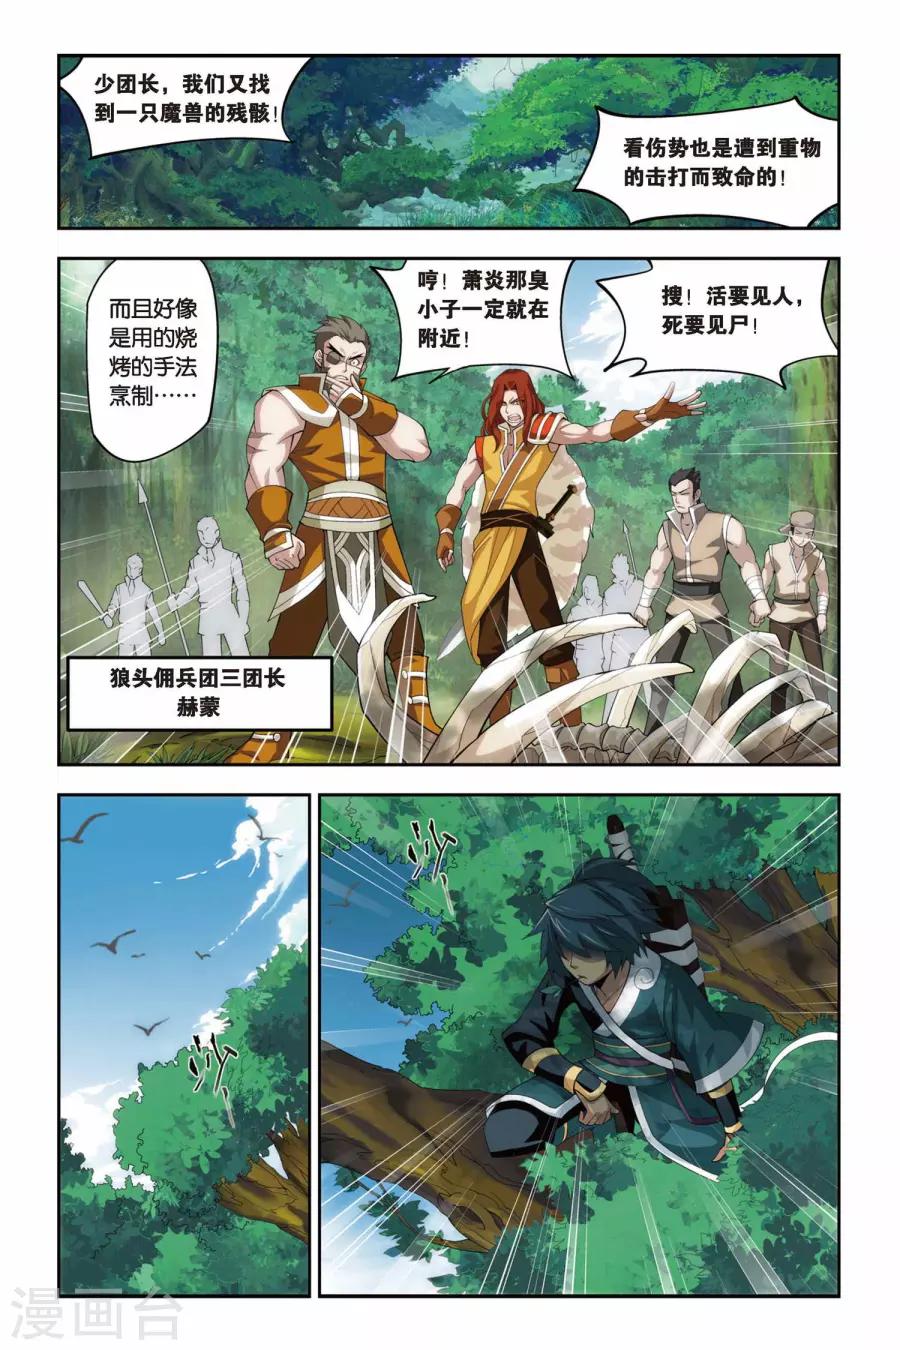 少团长，我们又找
到一只魔兽的残骸！
看伤势也是遭到重物
的击打而致命的！
而且好像
是用的烧
烤的手法
烹制……
哼！萧炎那臭
小子一定就在
附近！
搜！活要见人，
死要见尸！
狼头佣兵团三团长
赫蒙
沙
沙
漫画台